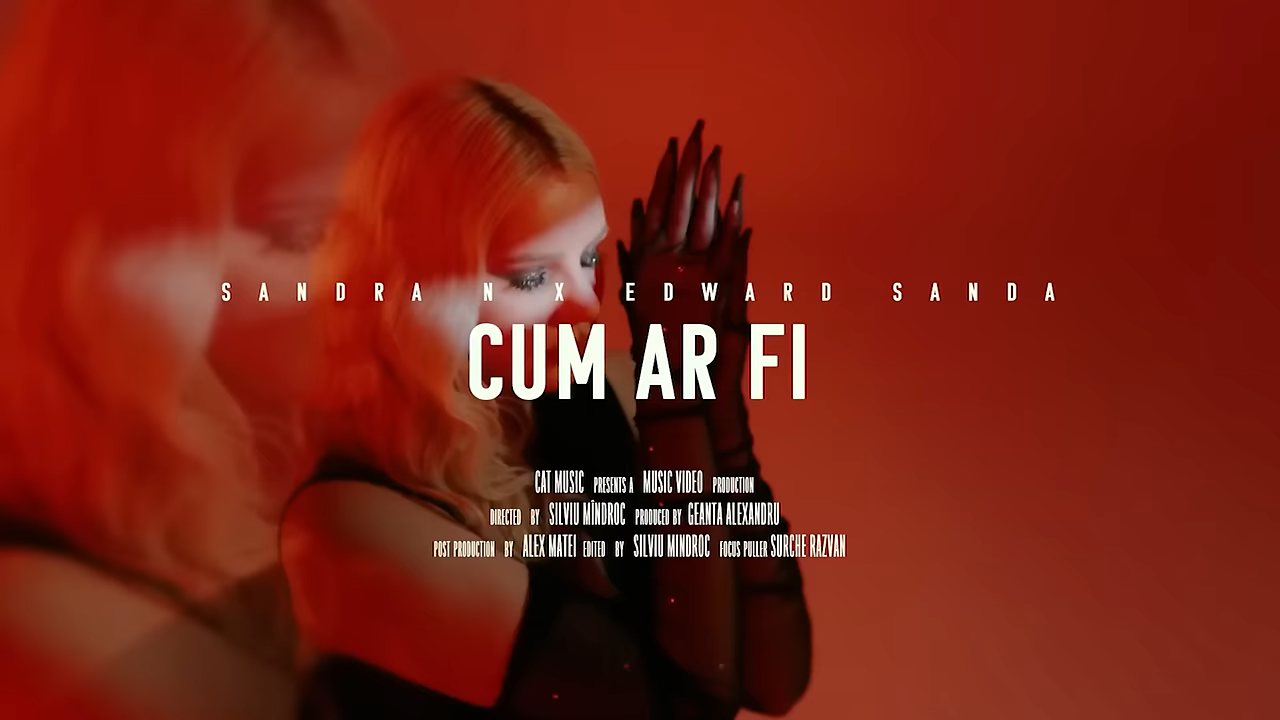 SANDRA N X EDWARD SANDA
CUM AR FI
CAT MUSIC PRESENTS A MUSIC VIDEO PRODUCTION
DIRECTED BY SILVIU MÎNDROC PRODUCED BY GEANTA ALEXANDRU
POST PRODUCTION BY ALEX MATEI EDITED BY SILVIU MINDROC FOCUS PULLER SURCHE RAZVAN